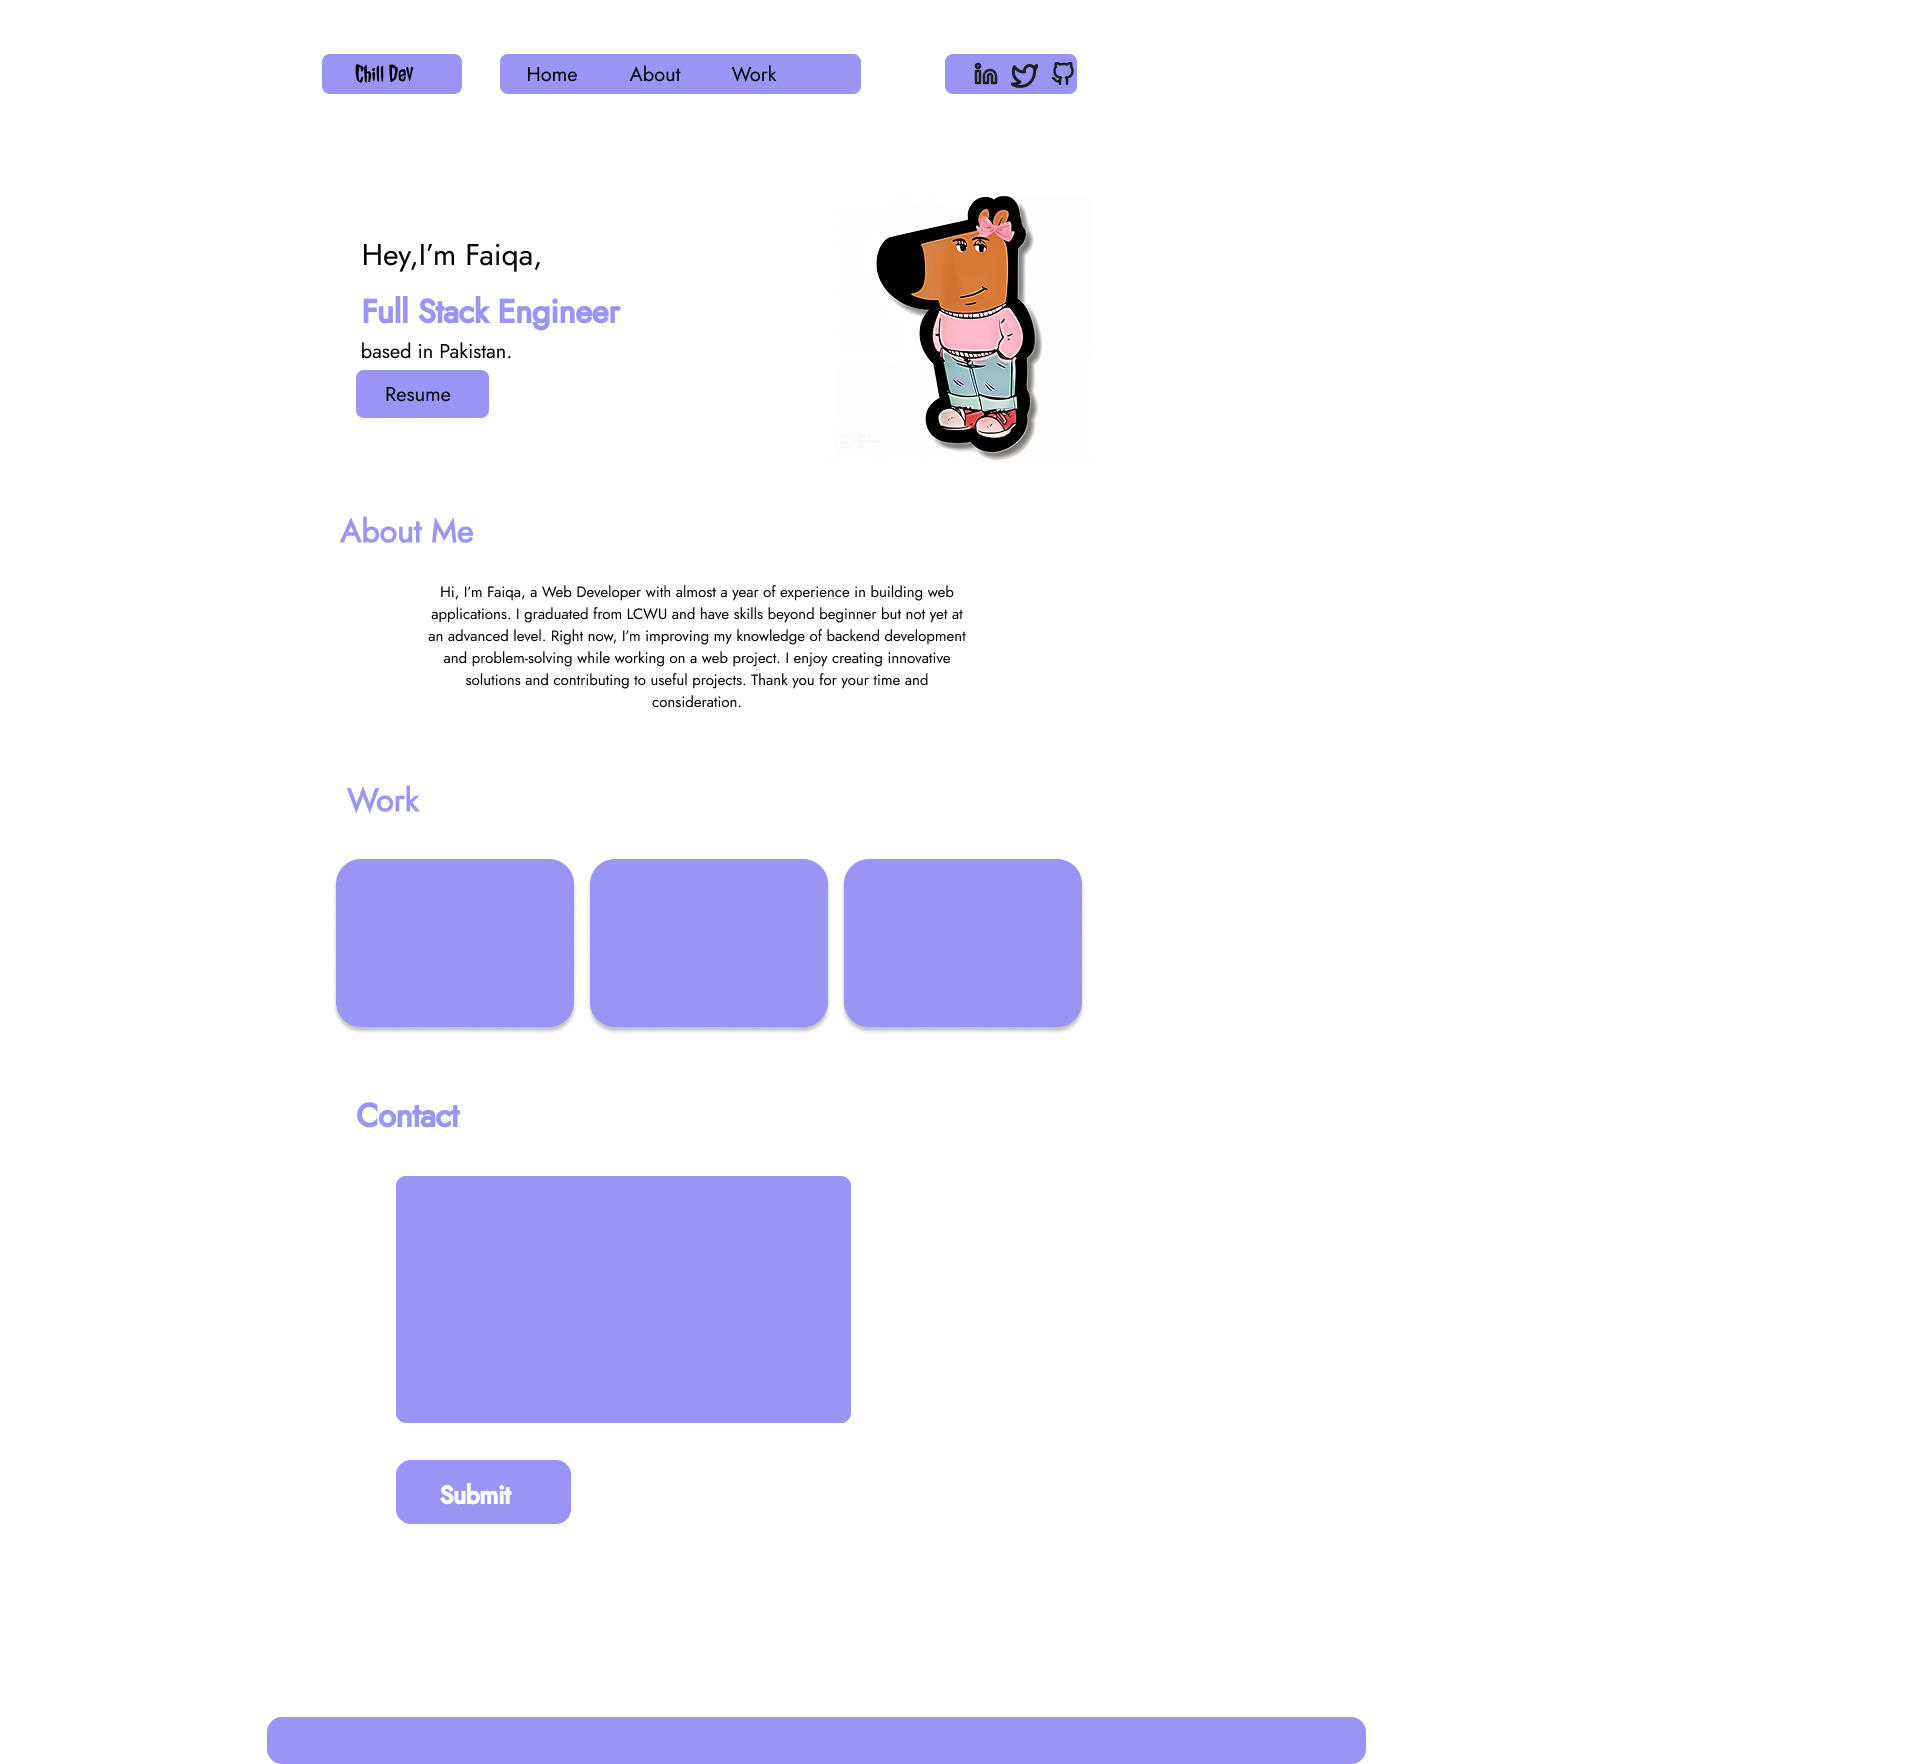 Chill Dev
Home
About
Work
Hey,I’m Faiqa,
Full Stack Engineer
based in Pakistan.
Resume
About Me
Hi, I’m Faiqa, a Web Developer with almost a year of experience in building web
applications. I graduated from LCWU and have skills beyond beginner but not yet at
an advanced level. Right now, I’m improving my knowledge of backend development
and problem-solving while working on a web project. I enjoy creating innovative
solutions and contributing to useful projects. Thank you for your time and
consideration.
Work
Contact
Submit